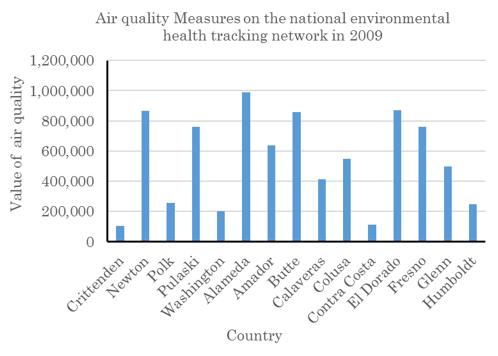 Air quality Measures on the national environmental
health tracking network in 2009
Value of air quality
1,200,000
1,000,000
800,000
600,000
400,000
200,000
0
Crittenden
Newton
Polk
Pulaski
Washington
Alameda
Amador
Butte
Calaveras
Colusa
Contra Costa
El Dorado
Fresno
Glenn
Humboldt
Country